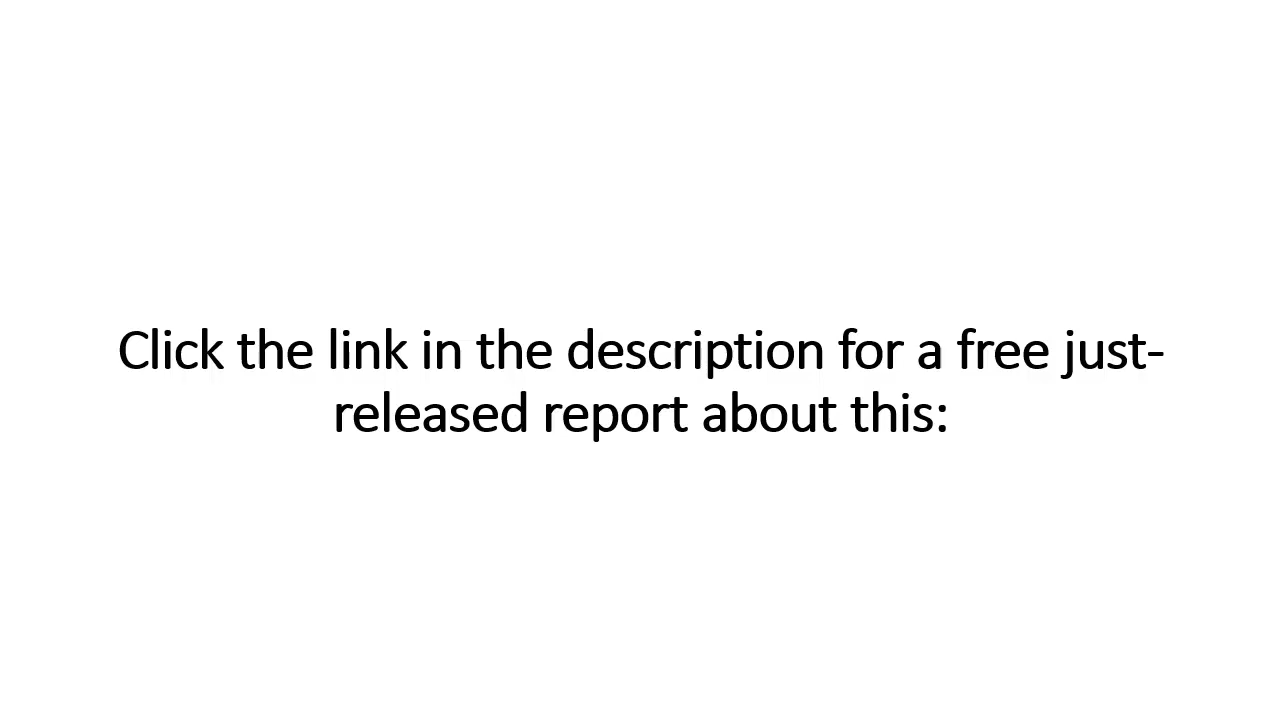 Click the link in the description for a free just-
released report about this: